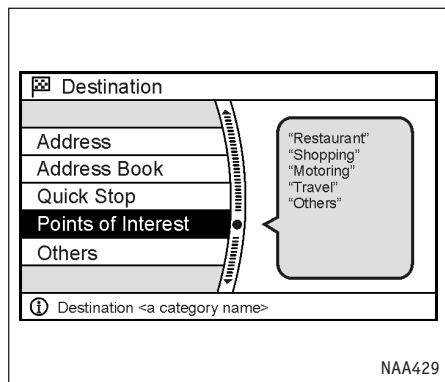 Destination
Address
Address Book
Quick Stop
Points of Interest
Others
“Restaurant”
“Shopping”
“Motoring”
“Travel”
“Others”
Destination <a category name>
NAA429